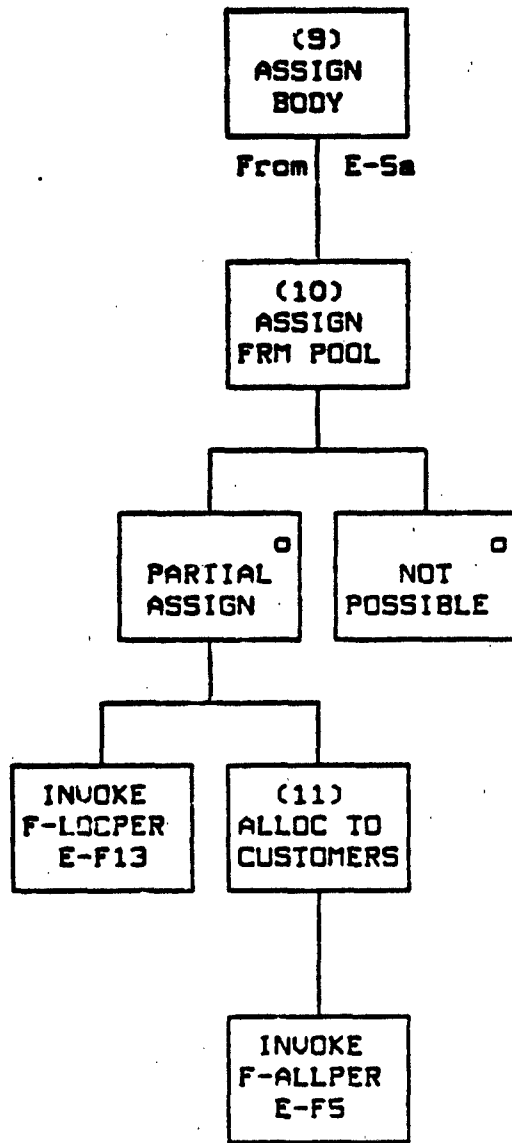 (9)
ASSIGN
BODY
From E-5a
(10)
ASSIGN
FRM POOL
o
PARTIAL
ASSIGN
o
NOT
POSSIBLE
INVOKE
F-LOCPER
E-F13
(11)
ALLOC TO
CUSTOMERS
INVOKE
F-ALLPER
E-F5